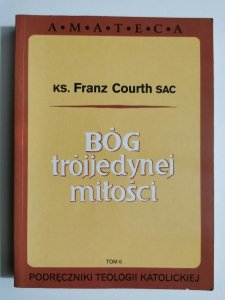 A•M•A•T•E•C•A
KS. Franz Courth SAC
BÓG
trójjedynej
miłości
TOM 6
PODRĘCZNIKI TEOLOGII KATOLICKIEJ